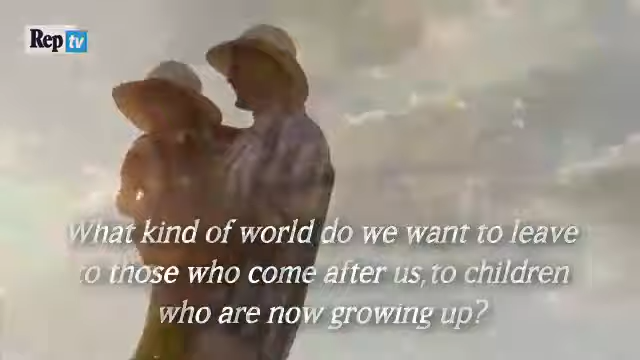 Rep tv
What kind of world do we want to leave
to those who come after us, to children
who are now growing up?